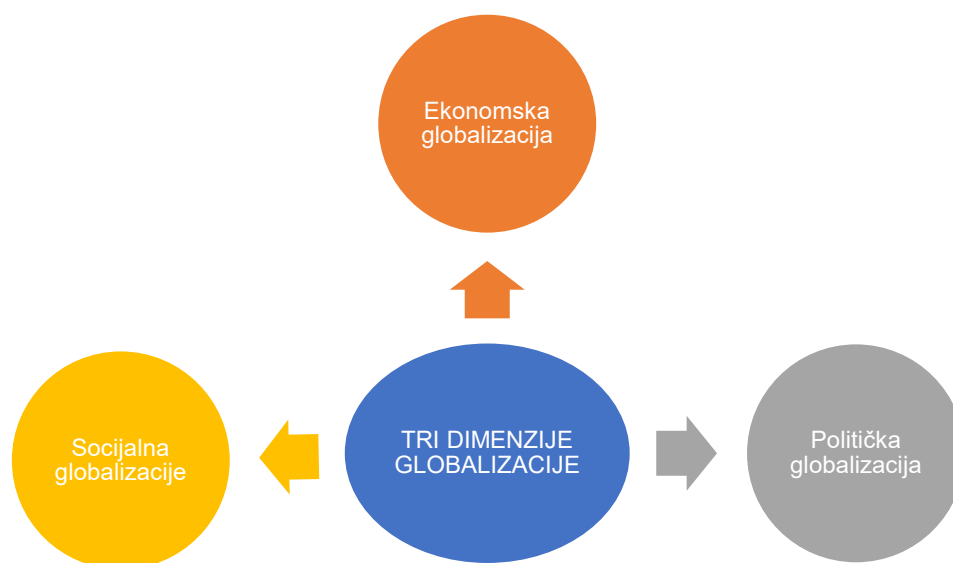 Ekonomska
globalizacija
TRI DIMENZIJE
GLOBALIZACIJE
Socijalna
globalizacije
Politička
globalizacija